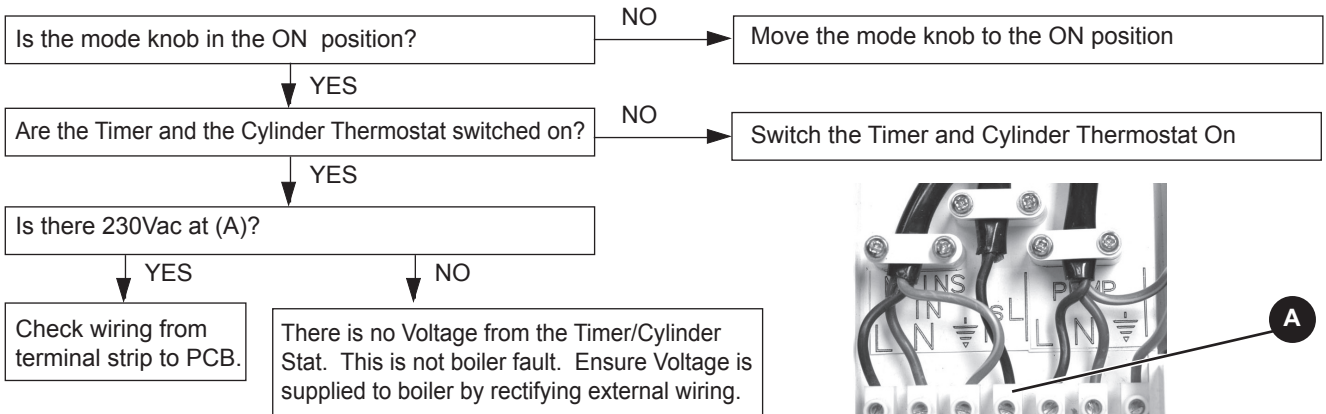 Is the mode knob in the ON position?
NO
Move the mode knob to the ON position
YES
Are the Timer and the Cylinder Thermostat switched on?
NO
Switch the Timer and Cylinder Thermostat On
YES
Is there 230Vac at (A)?
YES
NO
Check wiring from
terminal strip to PCB.
There is no Voltage from the Timer/Cylinder
Stat. This is not boiler fault. Ensure Voltage is
supplied to boiler by rectifying external wiring.
IN
L N
L N
A